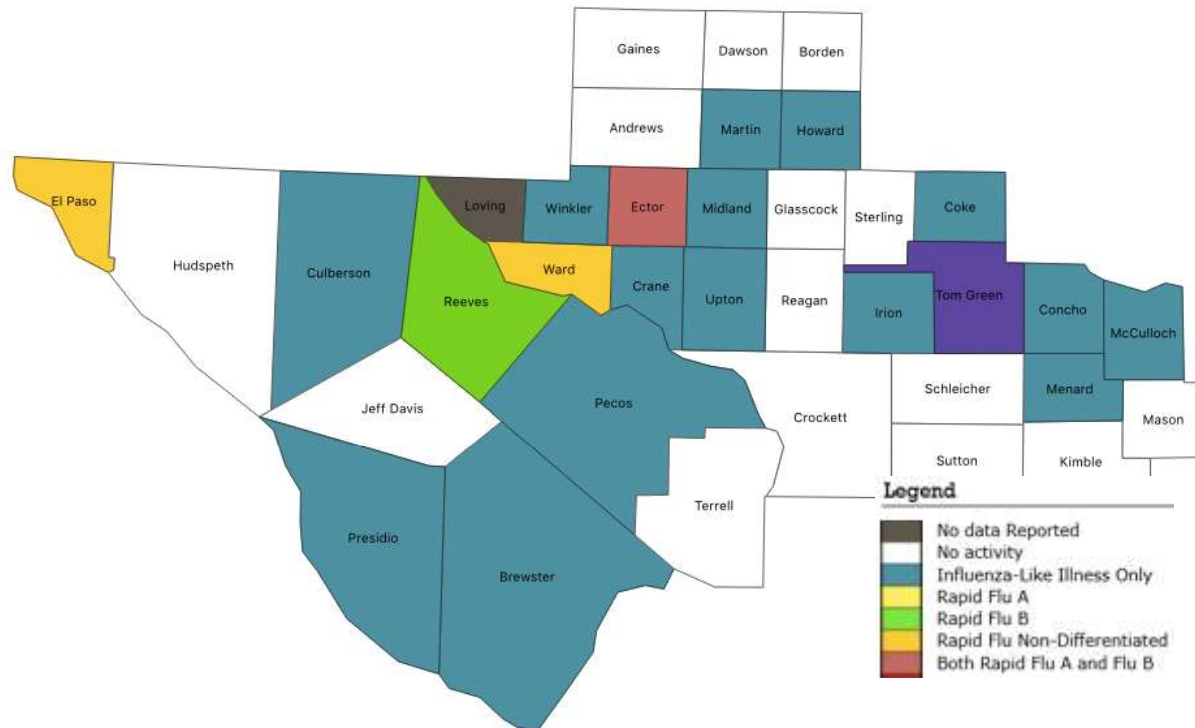 Gaines
Dawson
Borden
Andrews
Martin
Howard
El Paso
Loving
Winkler
Ector
Midland
Glasscock
Sterling
Coke
Hudspeth
Culberson
Reeves
Ward
Crane
Upton
Reagan
Irion
Tom Green
Concho
McCulloch
Jeff Davis
Pecos
Crockett
Schleicher
Menard
Mason
Sutton
Kimble
Terrell
Presidio
Brewster
Legend
No data Reported
No activity
Influenza-Like Illness Only
Rapid Flu A
Rapid Flu B
Rapid Flu Non-Differentiated
Both Rapid Flu A and Flu B